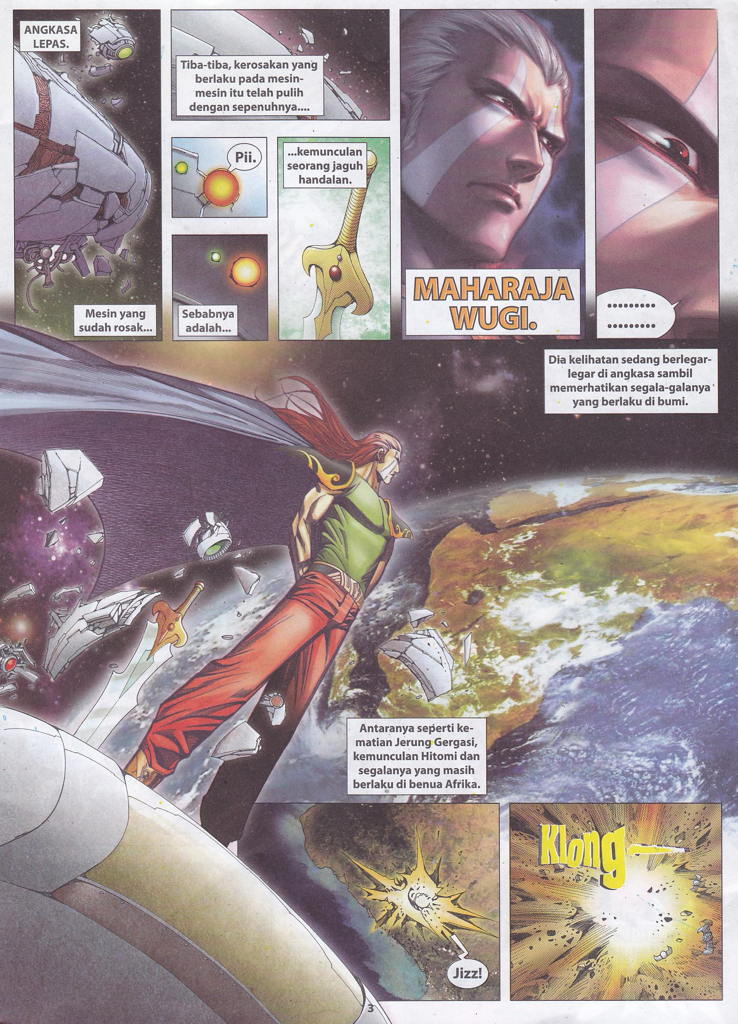 ANGKASA
LEPAS.
Mesin yang
sudah rosak...
Tiba-tiba, kerosakan yang
berlaku pada mesin-
mesin itu telah pulih
dengan sepenuhnya....
Pii.
Sebabnya
adalah...
...kemunculan
seorang jaguh
handalan.
MAHARAJA
WUGI.
.........
.........
Dia kelihatan sedang berlegar-
legar di angkasa sambil
memerhatikan segala-galanya
yang berlaku di bumi.
Antaranya seperti ke-
matian Jerung Gergasi,
kemunculan Hitomi dan
segalanya yang masih
berlaku di benua Afrika.
Jizz!
Klong
3